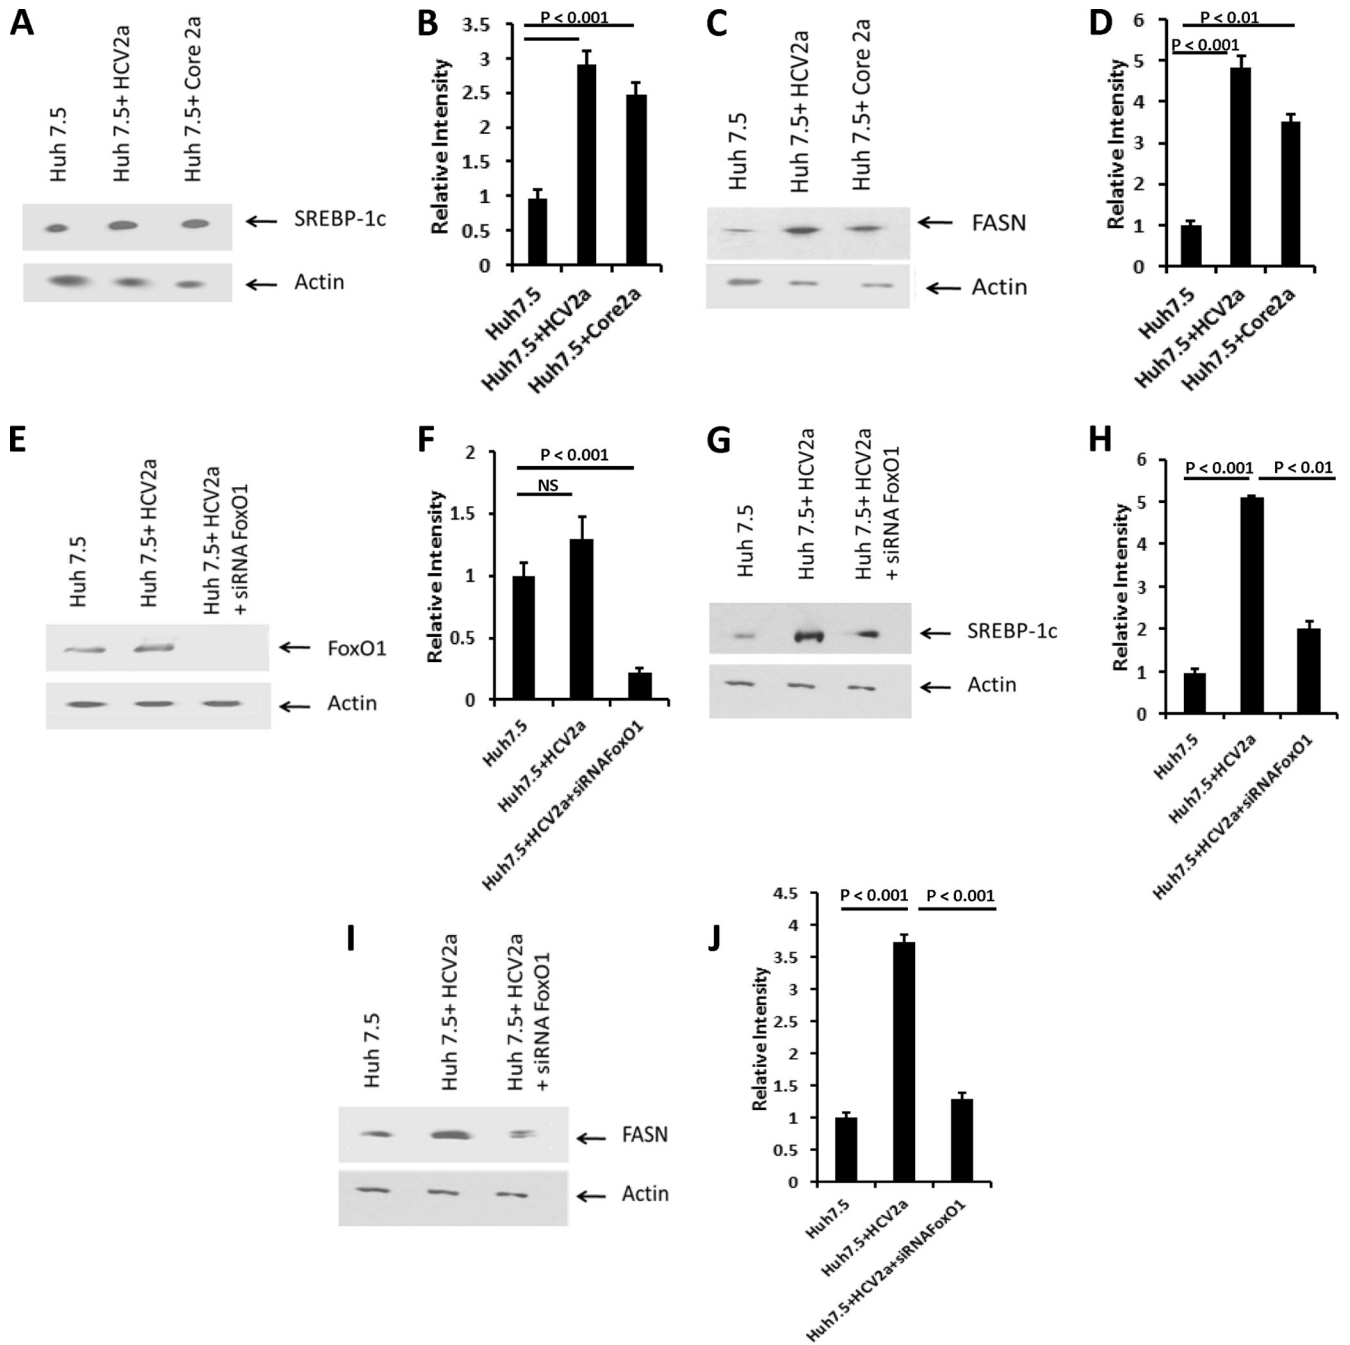 A
Huh 7.5
Huh 7.5+ HCV2a
Huh 7.5+ Core 2a
SREBP-1c
Actin
B
P < 0.001
Relative Intensity
3.5
3
2.5
2
1.5
1
0.5
0
Huh7.5
Huh7.5+HCV2a
Huh7.5+Core2a
C
Huh 7.5
Huh 7.5+ HCV2a
Huh 7.5+ Core 2a
FASN
Actin
D
P < 0.01
P < 0.001
Relative Intensity
6
5
4
3
2
1
0
Huh7.5
Huh7.5+HCV2a
Huh7.5+Core2a
E
Huh 7.5
Huh 7.5+ HCV2a
Huh 7.5+ HCV2a
+ siRNA FoxO1
FoxO1
Actin
F
P < 0.001
NS
Relative Intensity
2
1.5
1
0.5
0
Huh7.5
Huh7.5+HCV2a
Huh7.5+HCV2a+siRNAFoxO1
G
Huh 7.5
Huh 7.5+ HCV2a
Huh 7.5+ HCV2a
+ siRNA FoxO1
SREBP-1c
Actin
H
P < 0.001
P < 0.01
Relative Intensity
6
5
4
3
2
1
0
Huh7.5
Huh7.5+HCV2a
Huh7.5+HCV2a+siRNAFoxO1
I
Huh 7.5
Huh 7.5+ HCV2a
Huh 7.5+ HCV2a
+ siRNA FoxO1
FASN
Actin
J
P < 0.001
P < 0.001
Relative Intensity
4.5
4
3.5
3
2.5
2
1.5
1
0.5
0
Huh7.5
Huh7.5+HCV2a
Huh7.5+HCV2a+siRNAFoxO1